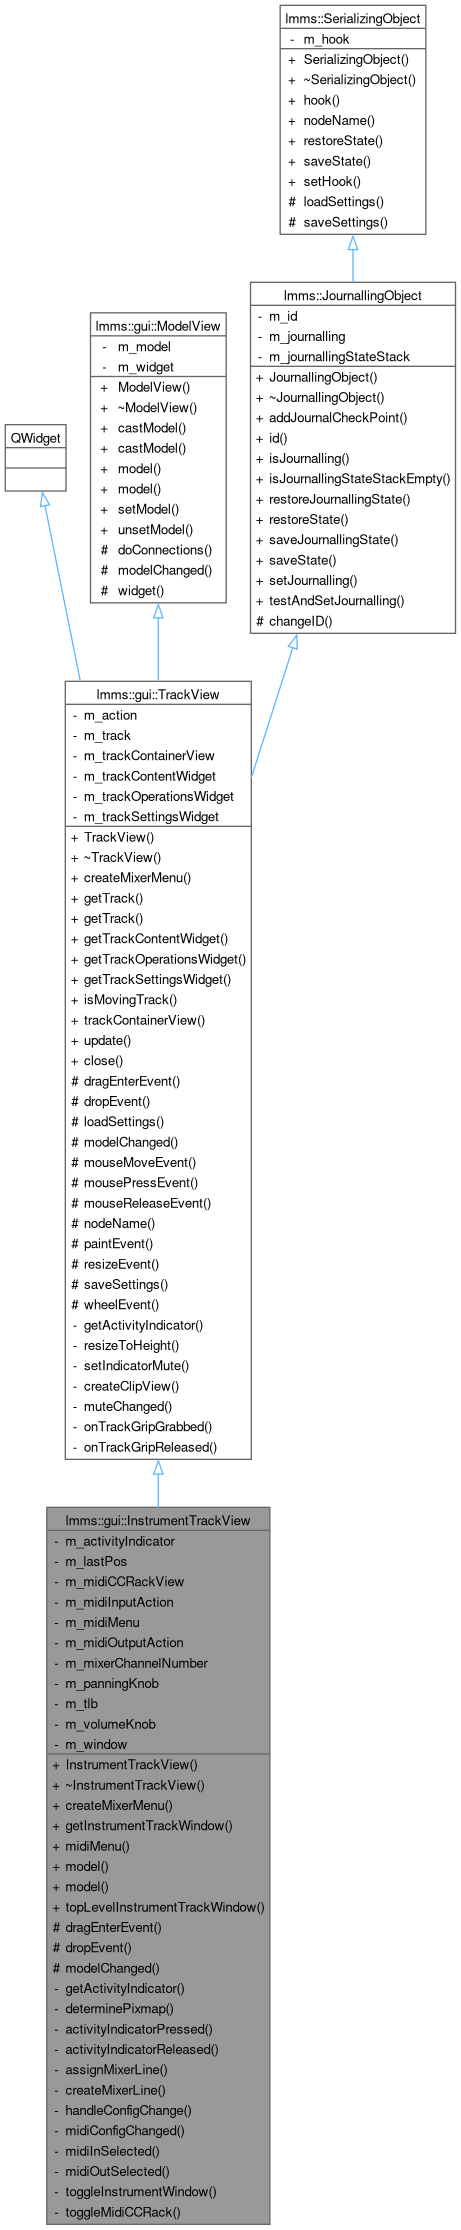 lmms::SerializingObject
- m_hook
+ SerializingObject()
+ ~SerializingObject()
+ hook()
+ nodeName()
+ restoreState()
+ saveState()
+ setHook()
# loadSettings()
# saveSettings()
lmms::JournallingObject
- m_id
- m_journalling
- m_journallingStateStack
+ JournallingObject()
+ ~JournallingObject()
+ addJournalCheckPoint()
+ id()
+ isJournalling()
+ isJournallingStateStackEmpty()
+ restoreJournallingState()
+ restoreState()
+ saveJournallingState()
+ saveState()
+ setJournalling()
+ testAndSetJournalling()
# changeID()
lmms::gui::ModelView
- m_model
- m_widget
+ ModelView()
+ ~ModelView()
+ castModel()
+ castModel()
+ model()
+ model()
+ setModel()
+ unsetModel()
# doConnections()
# modelChanged()
# widget()
QWidget
lmms::gui::TrackView
- m_action
- m_track
- m_trackContainerView
- m_trackContentWidget
- m_trackOperationsWidget
- m_trackSettingsWidget
+ TrackView()
+ ~TrackView()
+ createMixerMenu()
+ getTrack()
+ getTrack()
+ getTrackContentWidget()
+ getTrackOperationsWidget()
+ getTrackSettingsWidget()
+ isMovingTrack()
+ trackContainerView()
+ update()
+ close()
# dragEnterEvent()
# dropEvent()
# loadSettings()
# modelChanged()
# mouseMoveEvent()
# mousePressEvent()
# mouseReleaseEvent()
# nodeName()
# paintEvent()
# resizeEvent()
# saveSettings()
# wheelEvent()
- getActivityIndicator()
- resizeToHeight()
- setIndicatorMute()
- createClipView()
- muteChanged()
- onTrackGripGrabbed()
- onTrackGripReleased()
lmms::gui::InstrumentTrackView
- m_activityIndicator
- m_lastPos
- m_midiCCRackView
- m_midiInputAction
- m_midiMenu
- m_midiOutputAction
- m_mixerChannelNumber
- m_panningKnob
- m_tlb
- m_volumeKnob
- m_window
+ InstrumentTrackView()
+ ~InstrumentTrackView()
+ createMixerMenu()
+ getInstrumentTrackWindow()
+ midiMenu()
+ model()
+ model()
+ topLevelInstrumentTrackWindow()
# dragEnterEvent()
# dropEvent()
# modelChanged()
- getActivityIndicator()
- determinePixmap()
- activityIndicatorPressed()
- activityIndicatorReleased()
- assignMixerLine()
- createMixerLine()
- handleConfigChange()
- midiConfigChanged()
- midiInSelected()
- midiOutSelected()
- toggleInstrumentWindow()
- toggleMidiCCRack()